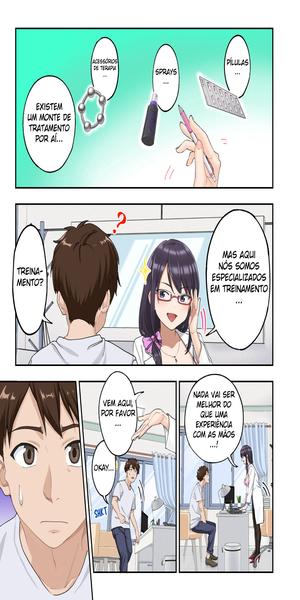 PÍLULAS
...
SPRAYS
...
ACESSÓRIOS
DE TERAPIA
...
EXISTEM
UM MONTE DE
TRATAMENTO
POR AÍ...
?
MAS AQUI
NÓS SOMOS
ESPECIALIZADOS
EM TREINAMENTO
...
TREINA-
MENTO?
NADA VAI SER
MELHOR DO
QUE UMA
EXPERIÊNCIA
COM AS MÃOS
...!
VEM AQUI,
POR FAVOR
...
OKAY...
SHKT